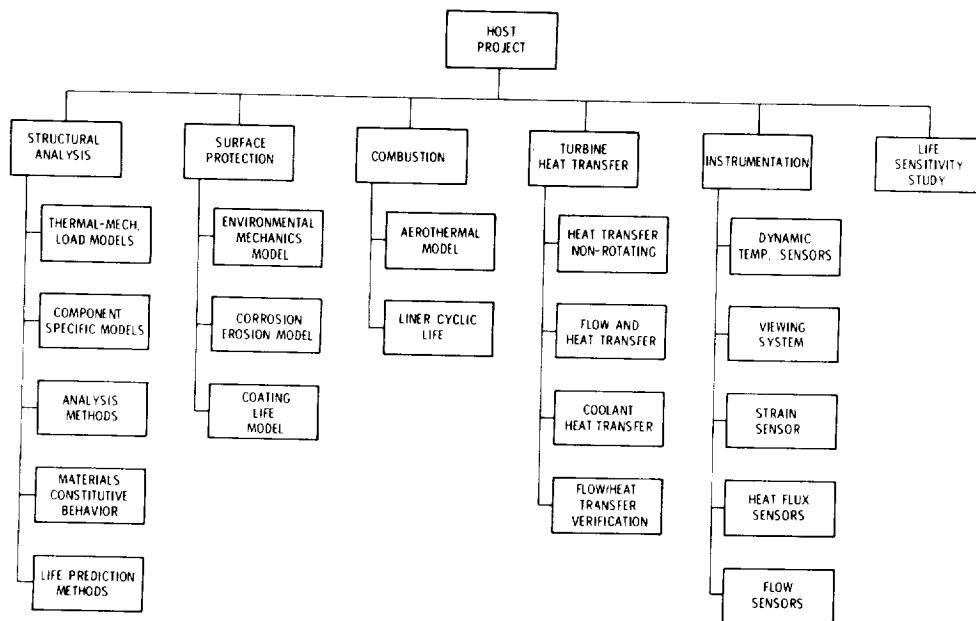 HOST
PROJECT
STRUCTURAL
ANALYSIS
SURFACE
PROTECTION
COMBUSTION
TURBINE
HEAT TRANSFER
INSTRUMENTATION
LIFE
SENSITIVITY
STUDY
THERMAL-MECH.
LOAD MODELS
COMPONENT
SPECIFIC MODELS
ANALYSIS
METHODS
MATERIALS
CONSTITUTIVE
BEHAVIOR
LIFE PREDICTION
METHODS
ENVIRONMENTAL
MECHANICS
MODEL
CORROSION
EROSION MODEL
COATING
LIFE
MODEL
AEROTHERMAL
MODEL
LINER CYCLIC
LIFE
HEAT TRANSFER
NON-ROTATING
FLOW AND
HEAT TRANSFER
COOLANT
HEAT TRANSFER
FLOW/HEAT
TRANSFER
VERIFICATION
DYNAMIC
TEMP. SENSORS
VIEWING
SYSTEM
STRAIN
SENSOR
HEAT FLUX
SENSORS
FLOW
SENSORS